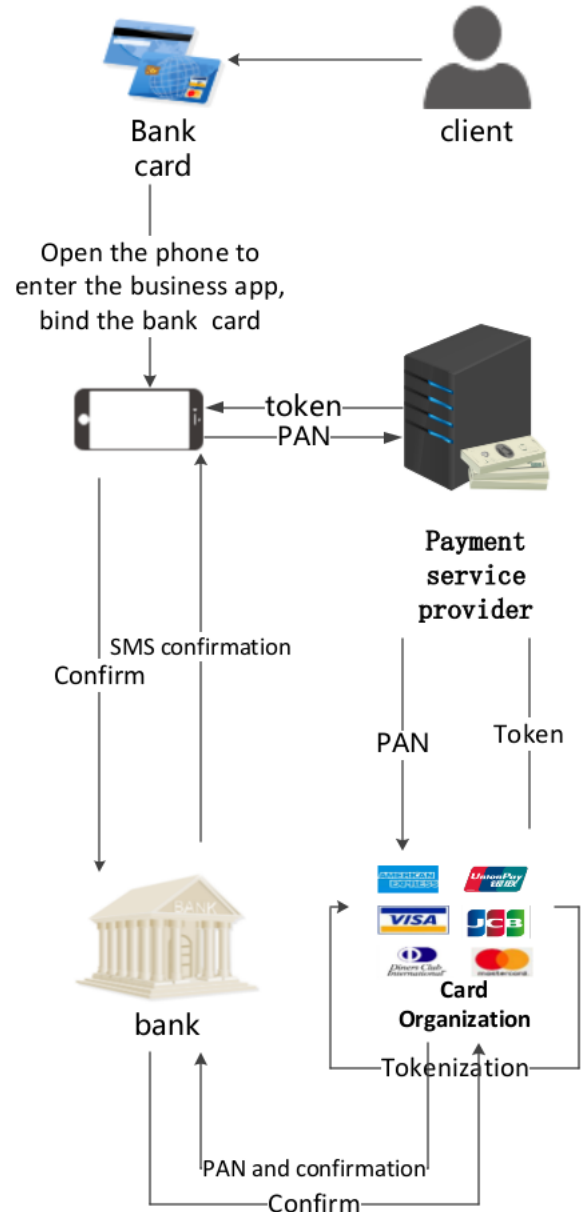 Bank
card
client
Open the phone to
enter the business app,
bind the bank card
token
PAN
Payment
service
provider
SMS confirmation
Confirm
PAN
Token
AMERICAN
EXPRESS
UnionPay
银联
VISA
JCB
Diners Club
International
mastercard
Card
Organization
BANK
bank
Tokenization
PAN and confirmation
Confirm